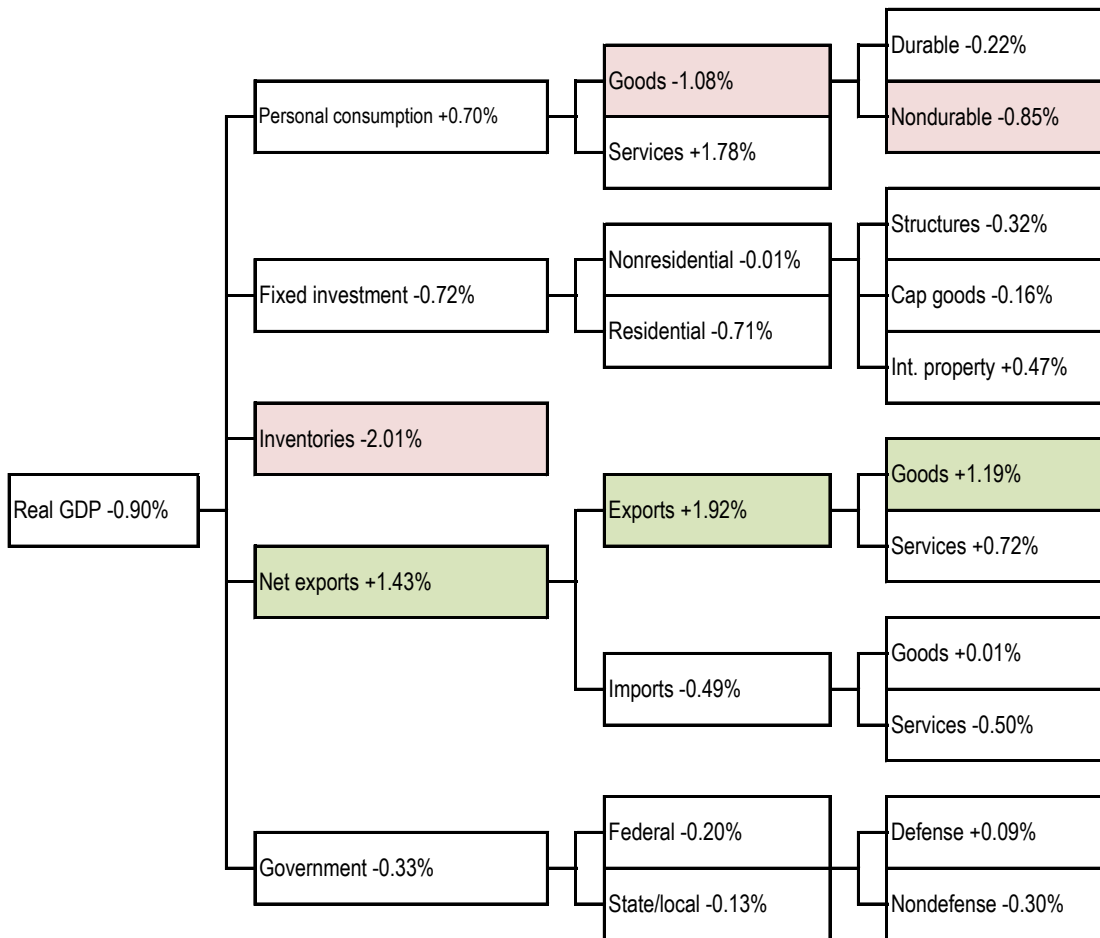 Durable -0.22%
Goods -1.08%
Personal consumption +0.70%
Nondurable -0.85%
Services +1.78%
Structures -0.32%
Nonresidential -0.01%
Fixed investment -0.72%
Cap goods -0.16%
Residential -0.71%
Int. property +0.47%
Inventories -2.01%
Goods +1.19%
Real GDP -0.90%
Exports +1.92%
Services +0.72%
Net exports +1.43%
Goods +0.01%
Imports -0.49%
Services -0.50%
Federal -0.20%
Defense +0.09%
Government -0.33%
State/local -0.13%
Nondefense -0.30%